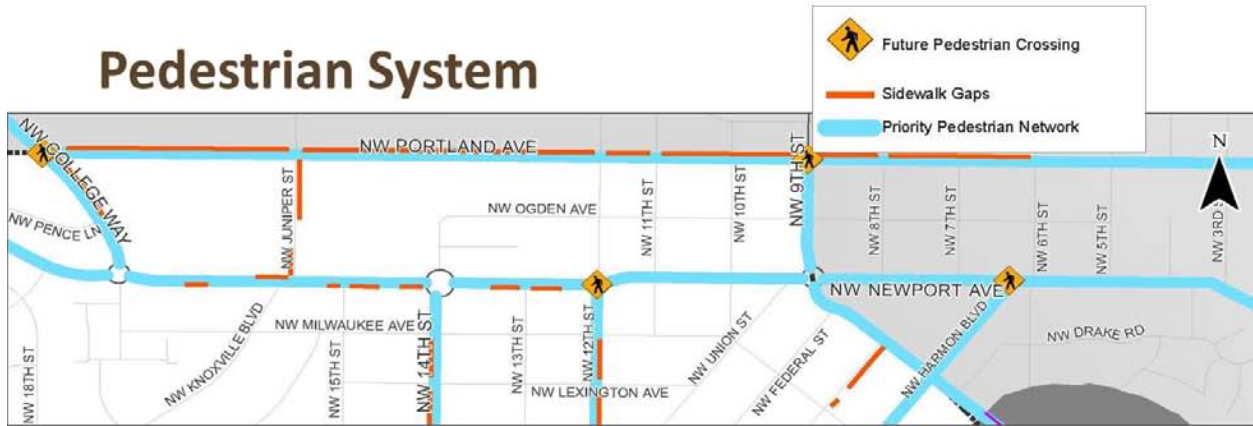 Pedestrian System
Future Pedestrian Crossing
Sidewalk Gaps
Priority Pedestrian Network
N
NW COLLEGE WAY
NW PORTLAND AVE
NW 9TH ST
NW JUNIPER ST
NW PENCE LN
NW OGDEN AVE
NW 11TH ST
NW 10TH ST
NW 8TH ST
NW 7TH ST
NW 6TH ST
NW 5TH ST
NW 3RD
NW NEWPORT AVE
NW MILWAUKEE AVE
NW 18TH ST
NW KNOXVILLE BLVD
NW 15TH ST
NW 14TH ST
NW 13TH ST
NW 12TH ST
NW LEXINGTON AVE
NW UNION ST
NW FEDERAL ST
NW HARMON BLVD
NW DRAKE RD